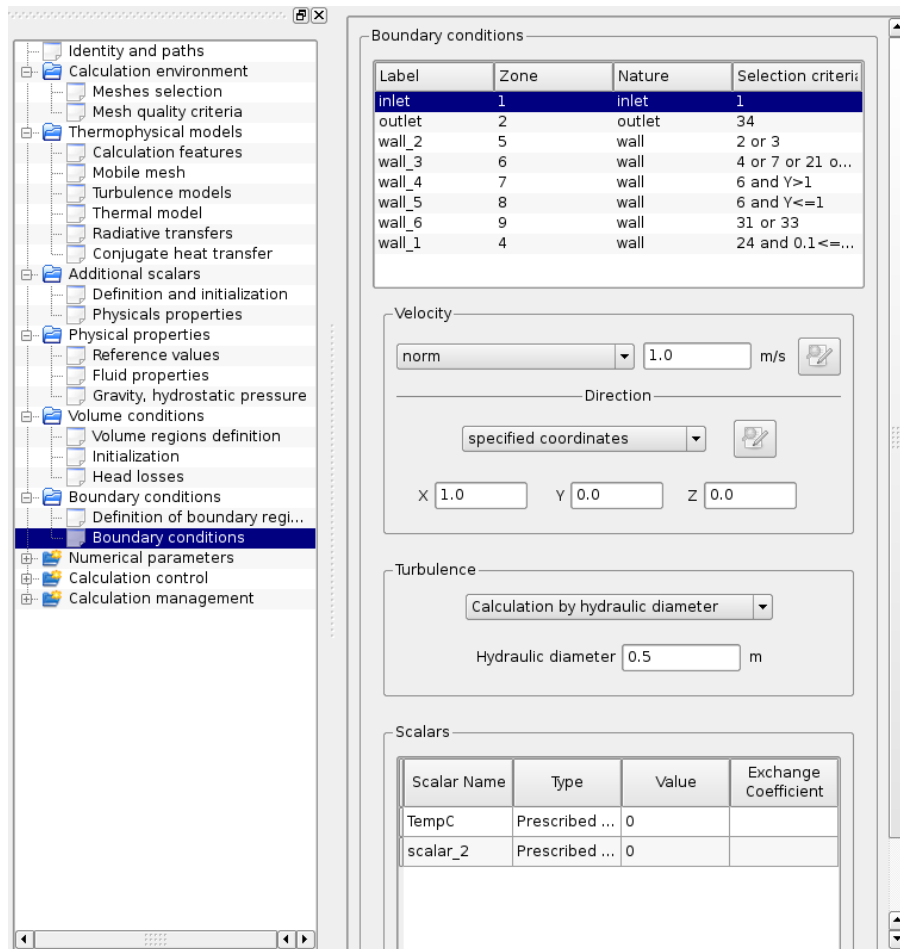 Identity and paths
Calculation environment
Meshes selection
Mesh quality criteria
Thermophysical models
Calculation features
Mobile mesh
Turbulence models
Thermal model
Radiative transfers
Conjugate heat transfer
Additional scalars
Definition and initialization
Physicals properties
Physical properties
Reference values
Fluid properties
Gravity, hydrostatic pressure
Volume conditions
Volume regions definition
Initialization
Head losses
Boundary conditions
Definition of boundary regi...
Boundary conditions
Numerical parameters
Calculation control
Calculation management
Boundary conditions
Label Zone Nature Selection criteria
inlet 1 inlet 1
outlet 2 outlet 34
wall_2 5 wall 2 or 3
wall_3 6 wall 4 or 7 or 21 o...
wall_4 7 wall 6 and Y>1
wall_5 8 wall 6 and Y<=1
wall_6 9 wall 31 or 33
wall_1 4 wall 24 and 0.1<=...
Velocity
norm 1.0 m/s
Direction
specified coordinates
X 1.0 Y 0.0 Z 0.0
Turbulence
Calculation by hydraulic diameter
Hydraulic diameter 0.5 m
Scalars
Scalar Name Type Value Exchange Coefficient
TempC Prescribed ... 0
scalar_2 Prescribed ... 0